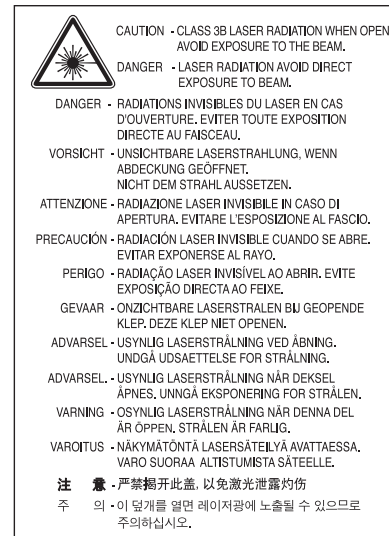 CAUTION - CLASS 3B LASER RADIATION WHEN OPEN
AVOID EXPOSURE TO THE BEAM.
DANGER - LASER RADIATION AVOID DIRECT
EXPOSURE TO BEAM.
DANGER - RADIATIONS INVISIBLES DU LASER EN CAS
D'OUVERTURE. EVITER TOUTE EXPOSITION
DIRECTE AU FAISCEAU.
VORSICHT - UNSICHTBARE LASERSTRAHLUNG, WENN
ABDECKUNG GEÖFFNET.
NICHT DEM STRAHL AUSSETZEN.
ATTENZIONE - RADIAZIONE LASER INVISIBILE IN CASO DI
APERTURA. EVITARE L'ESPOSIZIONE AL FASCIO.
PRECAUCIÓN - RADIACIÓN LASER INVISIBLE CUANDO SE ABRE.
EVITAR EXPONERSE AL RAYO.
PERIGO - RADIAÇÃO LASER INVISÍVEL AO ABRIR. EVITE
EXPOSIÇÃO DIRECTA AO FEIXE.
GEVAAR - ONZICHTBARE LASERSTRALEN BIJ GEOPENDE
KLEP. DEZE KLEP NIET OPENEN.
ADVARSEL - USYNLIG LASERSTRÅLNING VED ÅBNING.
UNDGÅ UDSAETTELSE FOR STRÅLNING.
ADVARSEL. - USYNLIG LASERSTRÅLNING NÅR DEKSEL
ÅPNES. UNNGÅ EKSPONERING FOR STRÅLEN.
VARNING - OSYNLIG LASERSTRÅLNING NÄR DENNA DEL
ÄR ÖPPEN. STRÅLEN ÄR FARLIG.
VAROITUS - NÄKYMÄTÖNTÄ LASERSÄTEILYÄ AVATTAESSA.
VARO SUORAA ALTISTUMISTA SÄTEELLE.
注 意 - 严禁揭开此盖, 以免激光泄露灼伤
주 의 - 이 덮개를 열면 레이저광에 노출될 수 있으므로
주의하십시오.